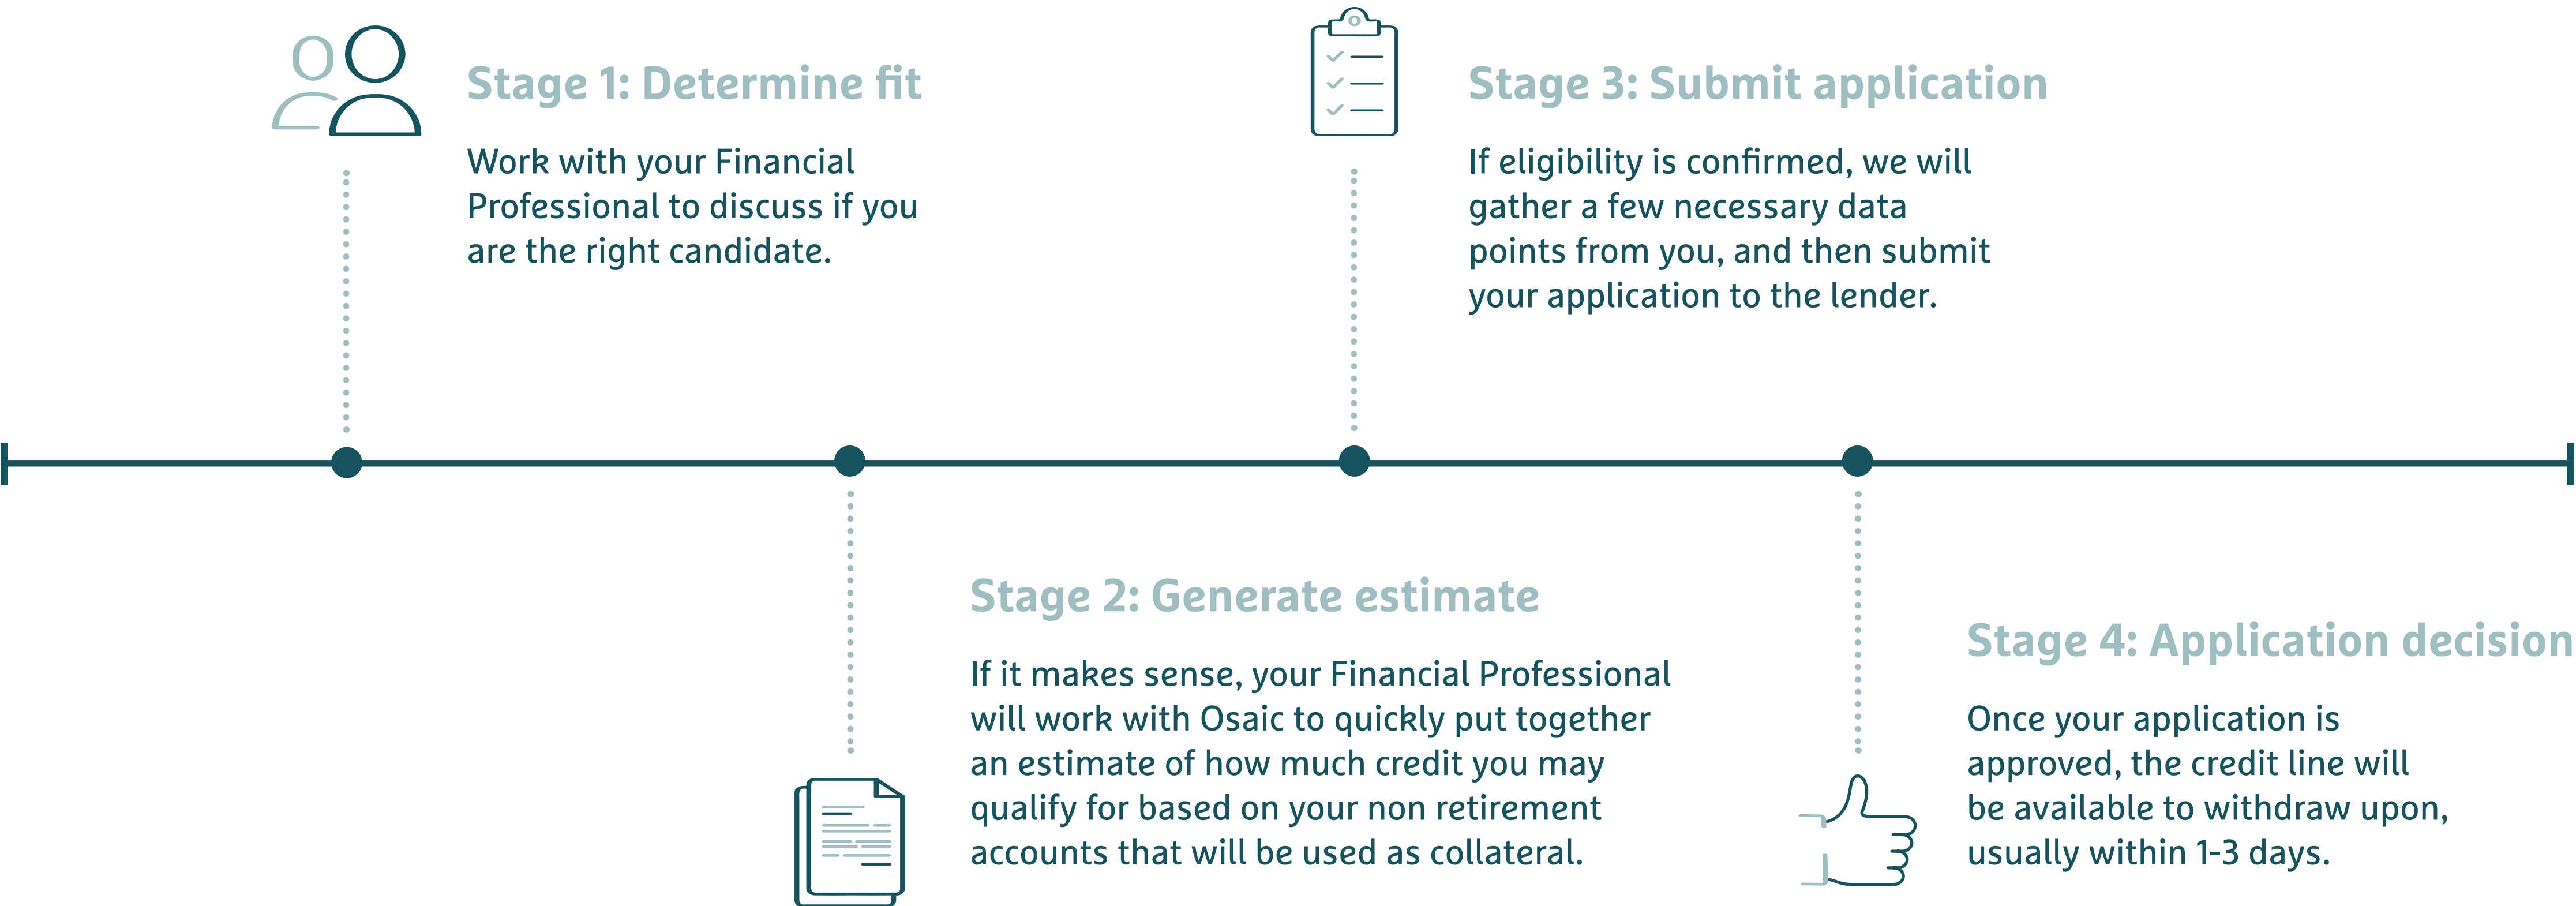 Stage 1: Determine fit
Work with your Financial
Professional to discuss if you
are the right candidate.
Stage 2: Generate estimate
If it makes sense, your Financial Professional
will work with Osaic to quickly put together
an estimate of how much credit you may
qualify for based on your non retirement
accounts that will be used as collateral.
Stage 3: Submit application
If eligibility is confirmed, we will
gather a few necessary data
points from you, and then submit
your application to the lender.
Stage 4: Application decision
Once your application is
approved, the credit line will
be available to withdraw upon,
usually within 1-3 days.